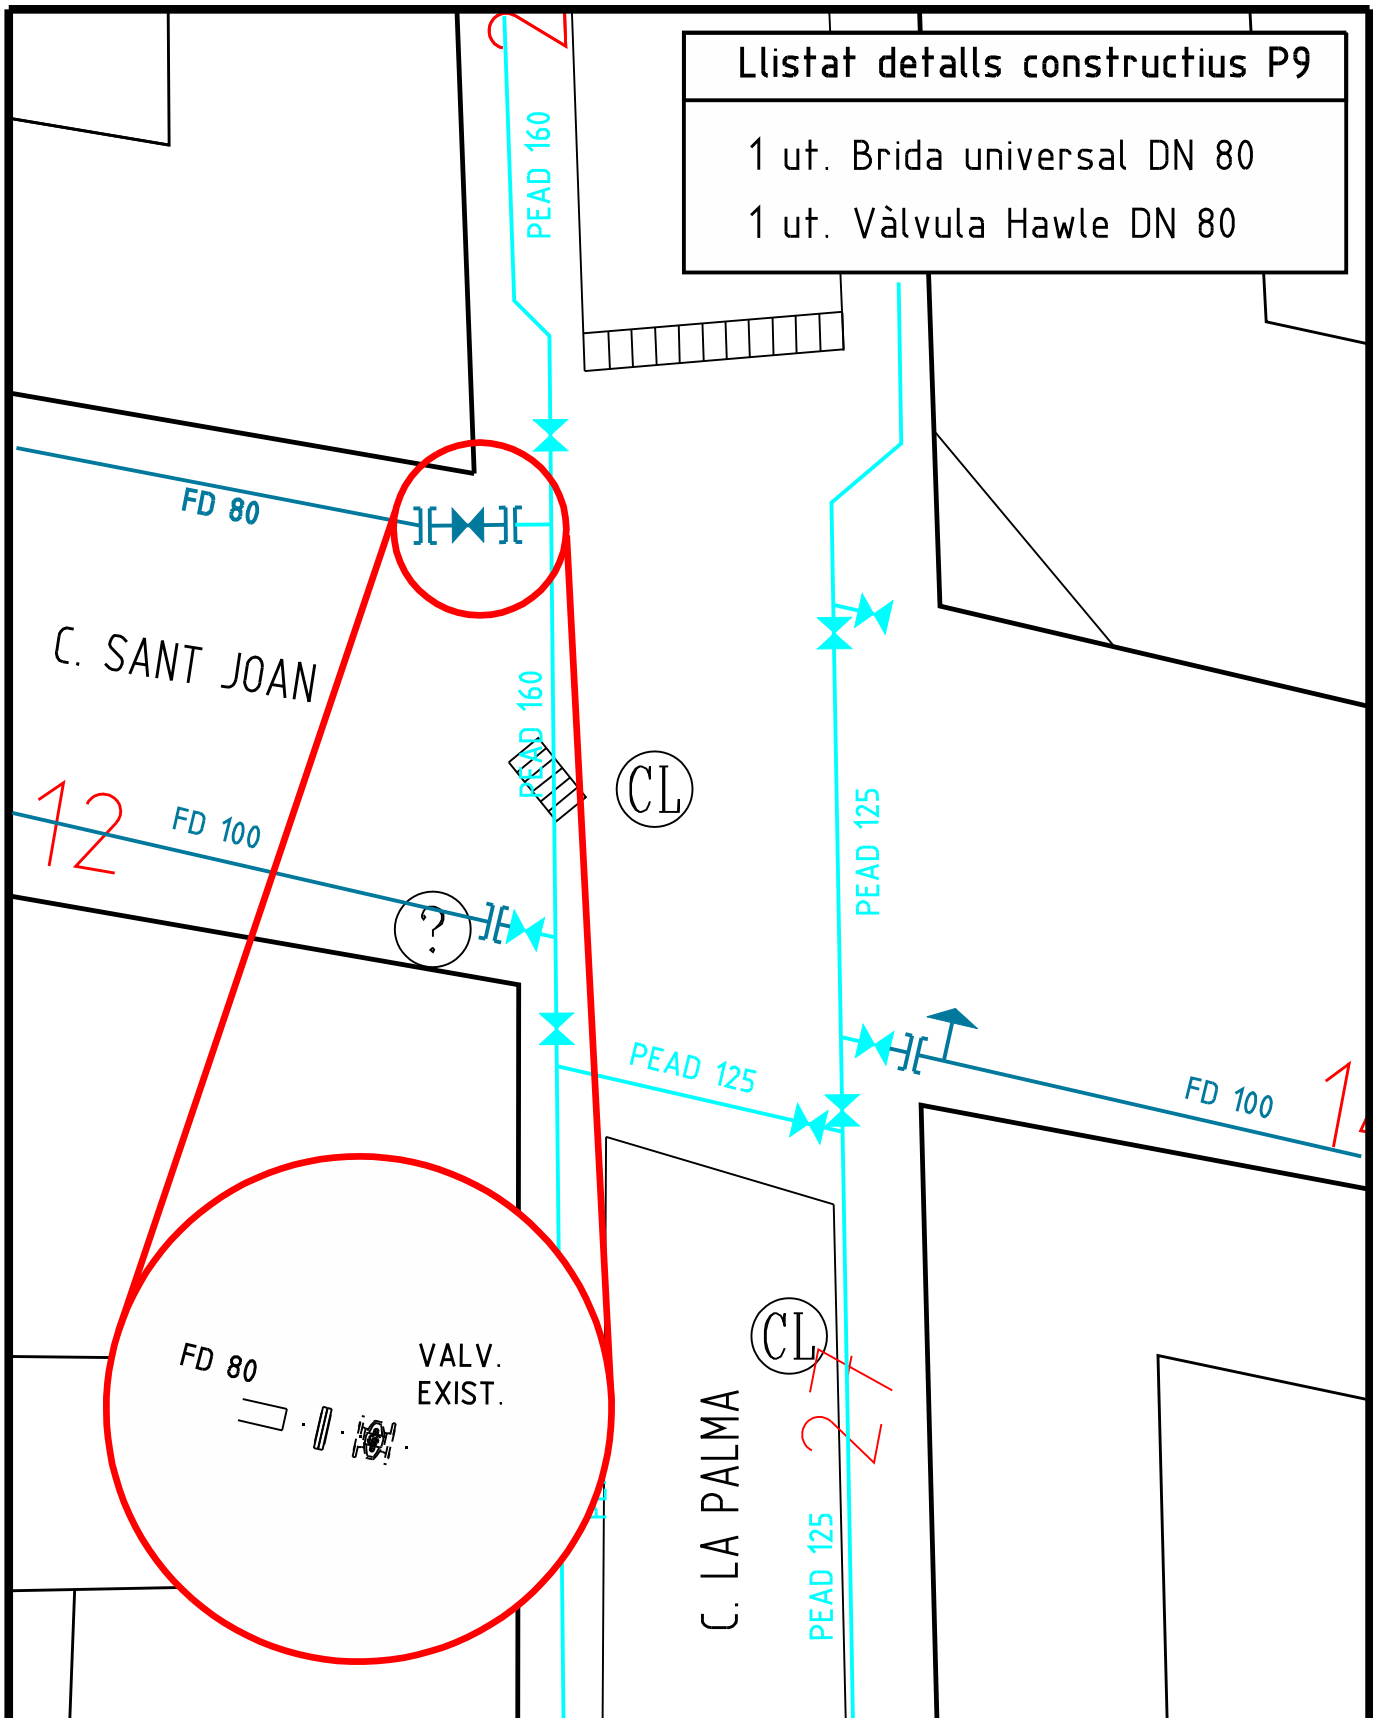 2
Llistat detalls constructius P9
1 ut. Brida universal DN 80
1 ut. Vàlvula Hawle DN 80
PEAD 160
FD 80
C. SANT JOAN
PEAD 160
CL
12
FD 100
PEAD 125
?
PEAD 125
FD 100
CL
FD 80
VALV.
EXIST.
27
C. LA PALMA
PEAD 125